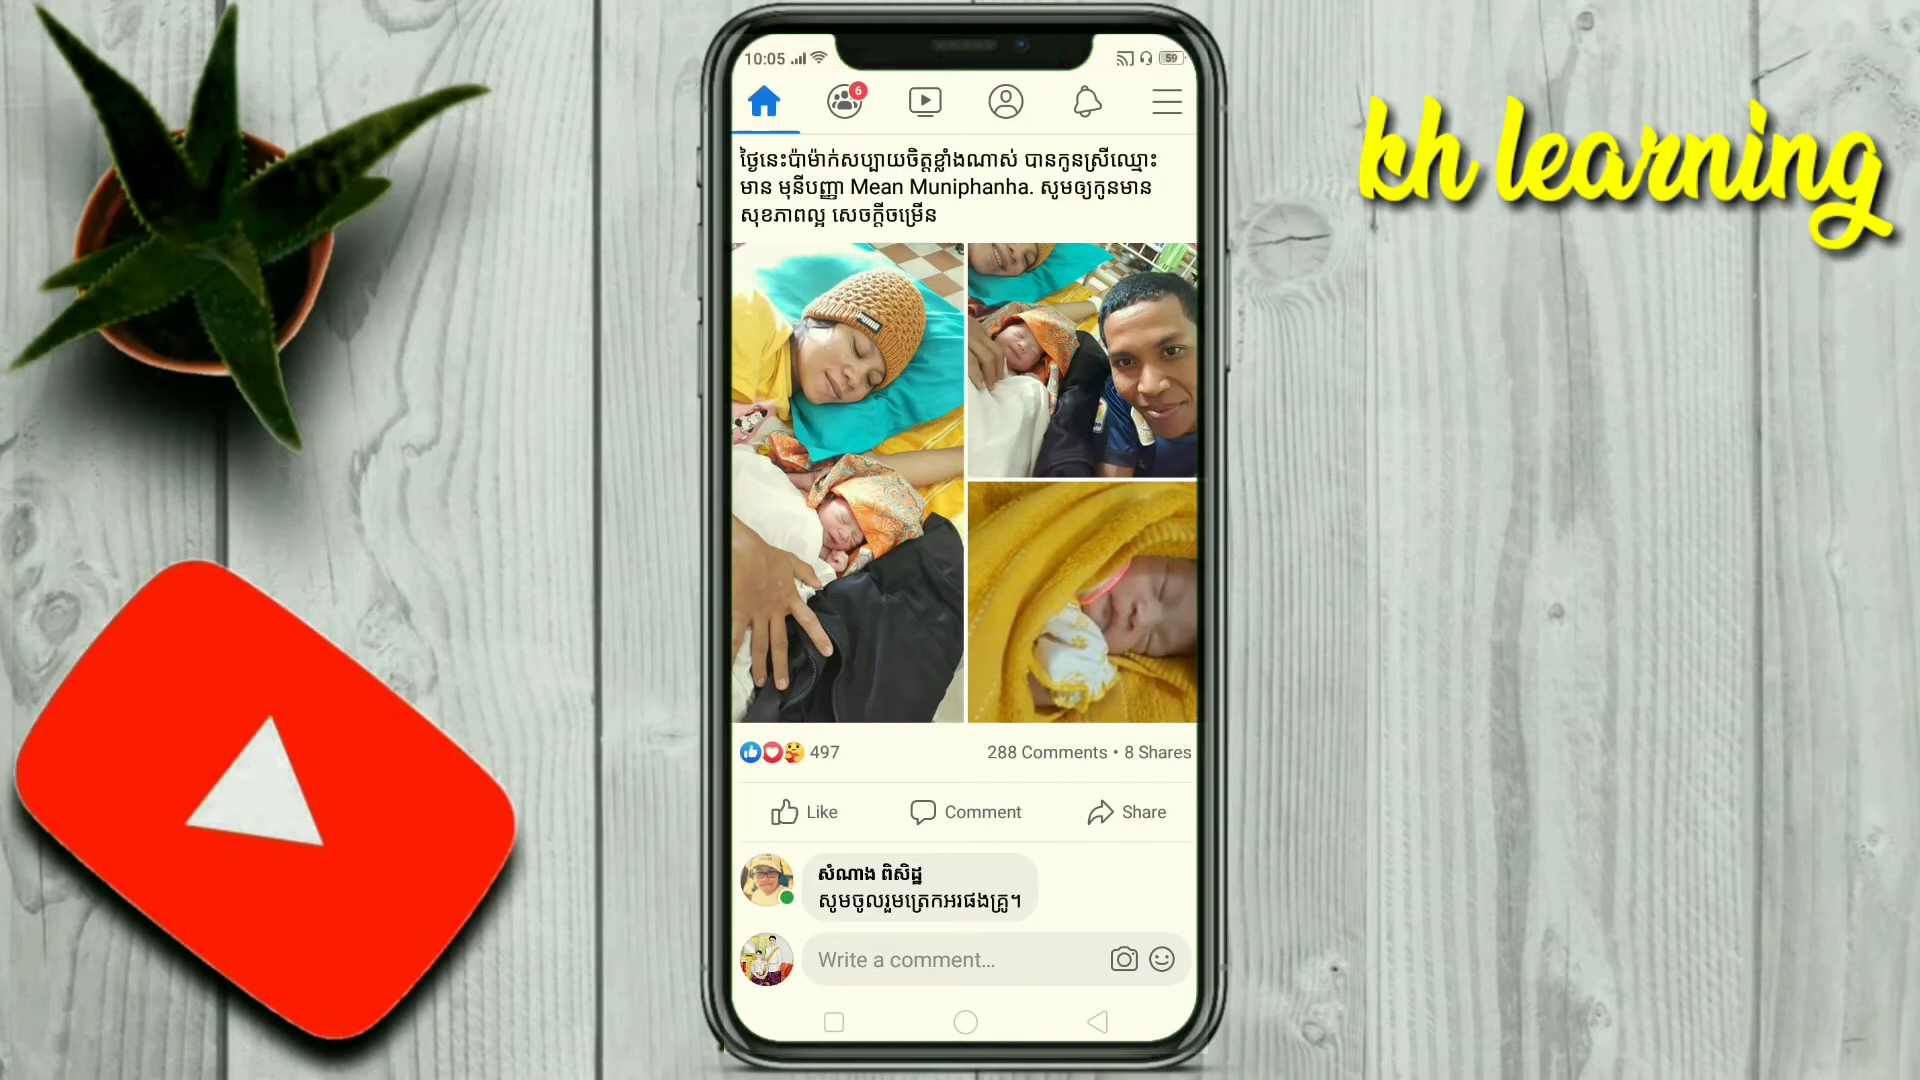 kh learning
10:05
59
6
ថ្ងៃនេះប៉ាម៉ាក់សប្បាយចិត្តខ្លាំងណាស់ បានកូនស្រីឈ្មោះ
មាន មុនីបញ្ញា Mean Muniphanha. សូមឲ្យកូនមាន
សុខភាពល្អ សេចក្ដីចម្រើន
PUMA
497
288 Comments • 8 Shares
Like Comment Share
សំណាង ពិសិដ្ឋ
សូមចូលរួមត្រេកអរផងគ្រូ។
Write a comment...